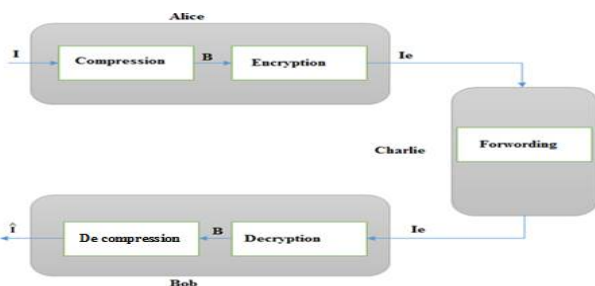 Alice
I
Compression
B
Encryption
Ie
Charlie
Forwording
Î
De compression
B
Decryption
Ie
Bob